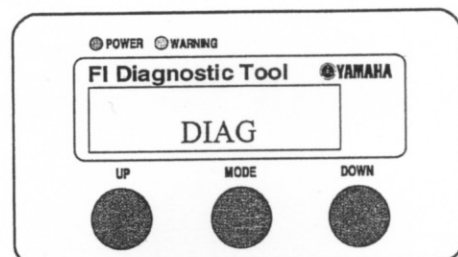 POWER WARNING
FI Diagnostic Tool YAMAHA
DIAG
UP MODE DOWN